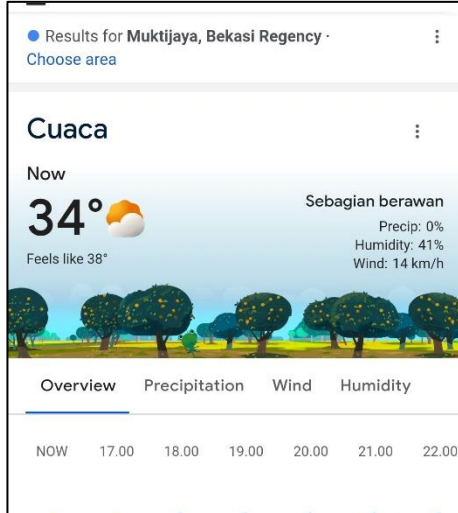 Results for Muktijaya, Bekasi Regency ·
Choose area
Cuaca
Now
34°
Feels like 38°
Sebagian berawan
Precip: 0%
Humidity: 41%
Wind: 14 km/h
Overview Precipitation Wind Humidity
NOW 17.00 18.00 19.00 20.00 21.00 22.00